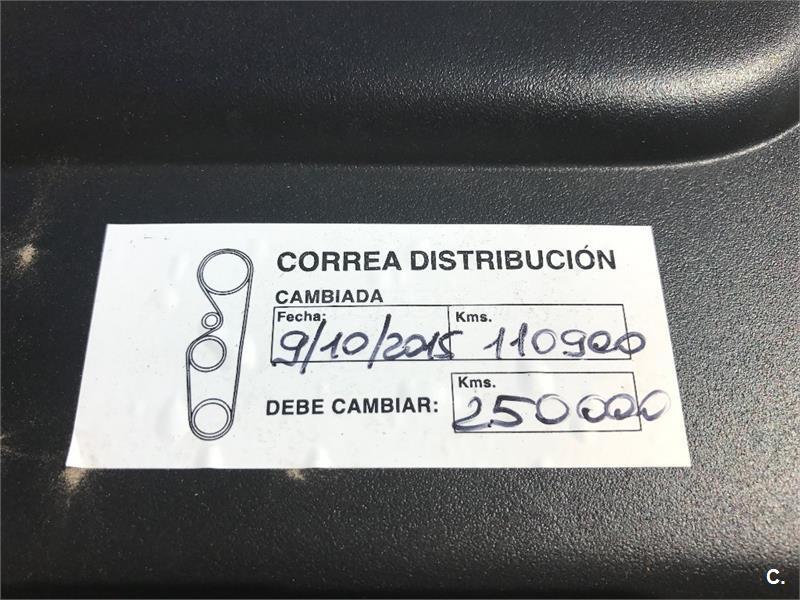 CORREA DISTRIBUCIÓN
CAMBIADA
Fecha: Kms.
9/10/2015 110900
Kms.
DEBE CAMBIAR: 250000
C.